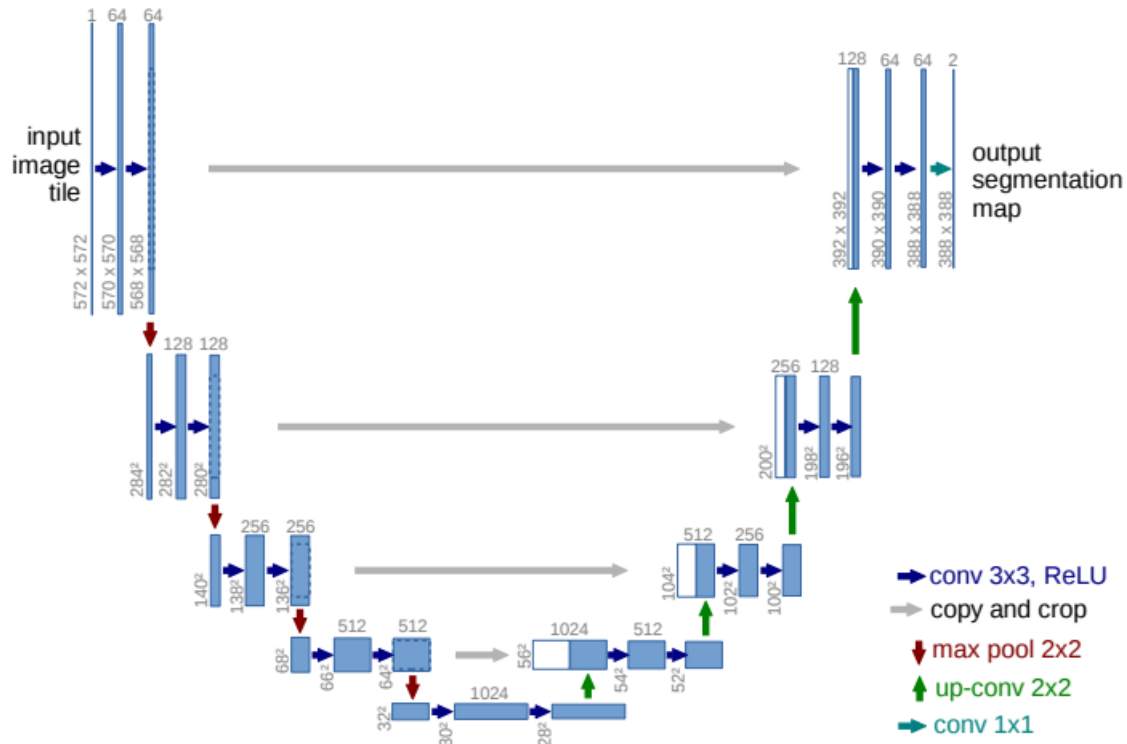 1 64 64
input
image
tile
572 x 572
570 x 570
568 x 568
128 64 64 2
output
segmentation
map
392 x 392
390 x 390
388 x 388
388 x 388
128 128
284²
282²
280²
256 128
200²
198²
196²
256 256
140²
138²
136²
512 256
104²
102²
100²
512 512
68²
66²
64²
1024 512
56²
54²
52²
1024
32²
30²
28²
conv 3x3, ReLU
copy and crop
max pool 2x2
up-conv 2x2
conv 1x1